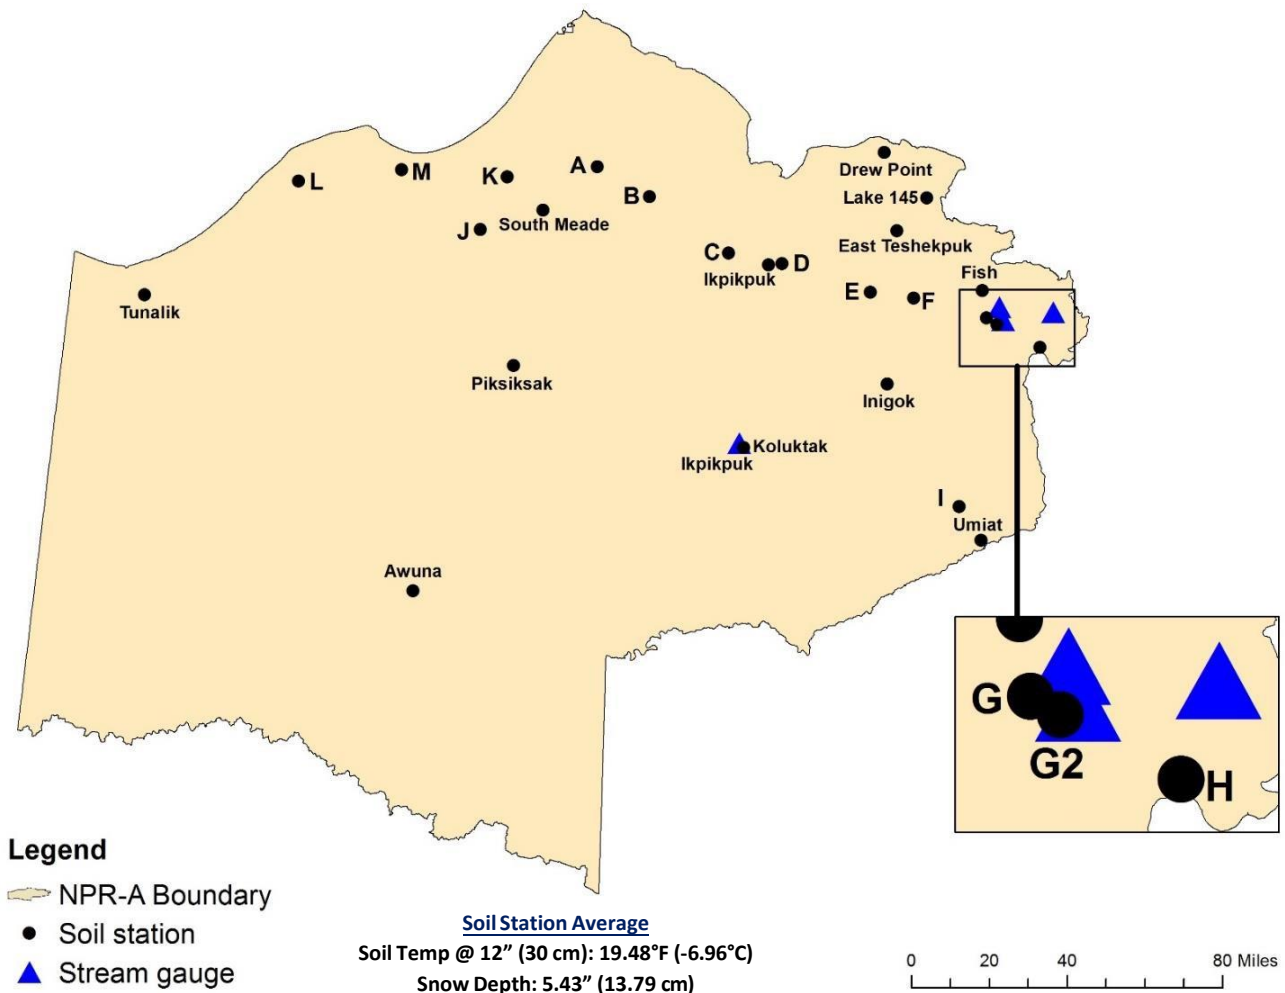 Drew Point
L
M
K
A
B
Lake 145
South Meade
J
East Teshekpuk
C
D
Ikpikpuk
Fish
E
F
Tunalik
Piksiksak
Inigok
Koluktak
Ikpikpuk
I
Umiat
Awuna
G
G2
H
Legend
NPR-A Boundary
Soil station
Stream gauge
Soil Station Average
Soil Temp @ 12” (30 cm): 19.48°F (-6.96°C)
Snow Depth: 5.43” (13.79 cm)
0 20 40 80 Miles